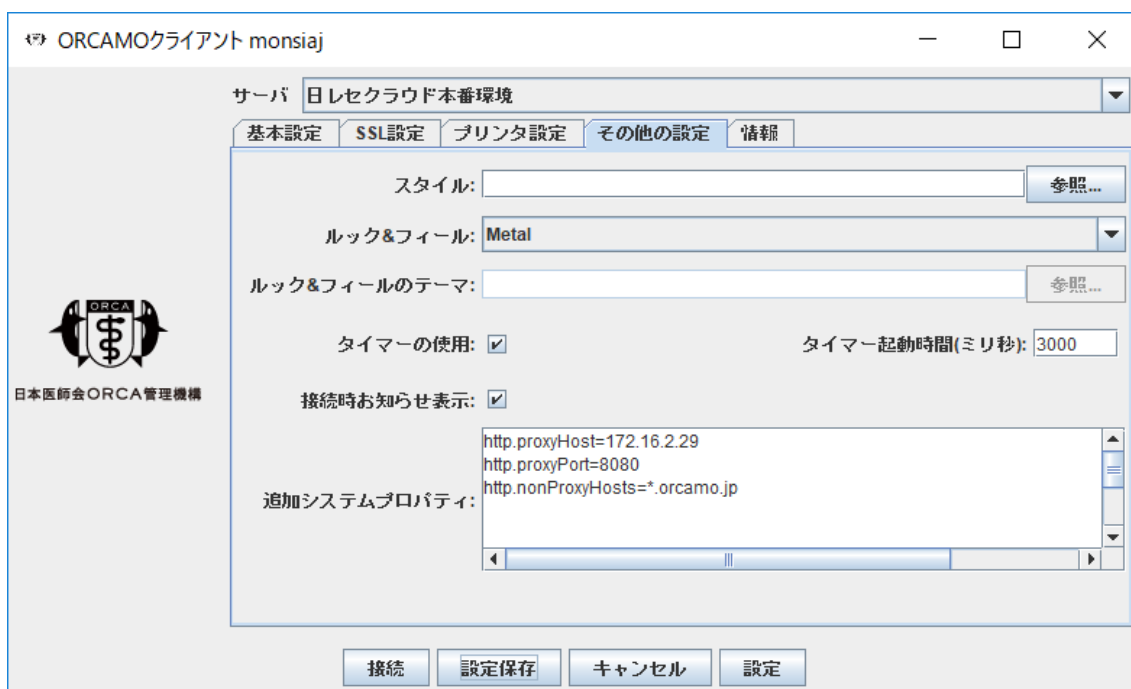 ORCAMOクライアント monsiaj
サーバ 日レセクラウド本番環境
基本設定 SSL設定 プリンタ設定 その他の設定 情報
スタイル: 参照...
ルック&フィール: Metal
ルック&フィールのテーマ: 参照...
タイマーの使用: タイマー起動時間(ミリ秒): 3000
接続時お知らせ表示:
追加システムプロパティ:
http.proxyHost=172.16.2.29
http.proxyPort=8080
http.nonProxyHosts=*.orcamo.jp
ORCA
日本医師会ORCA管理機構
接続 設定保存 キャンセル 設定